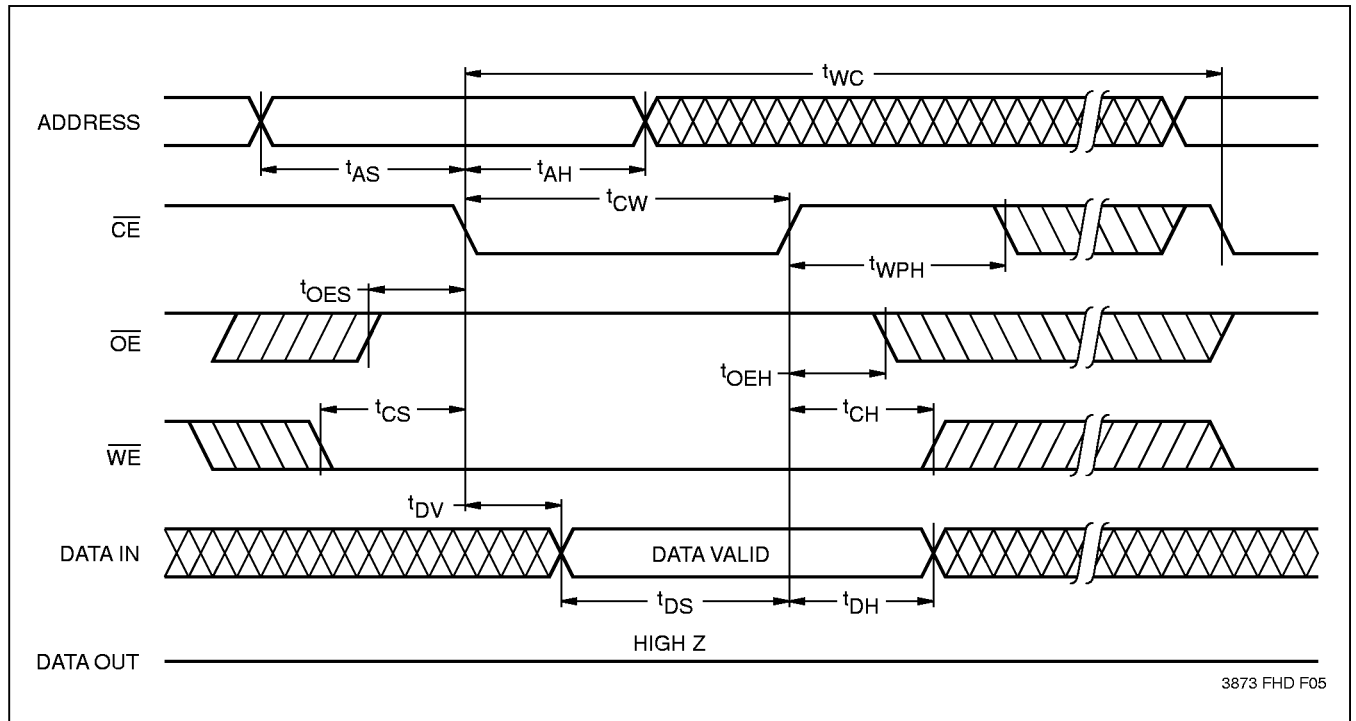 tWC
ADDRESS
tAS
tAH
tCW
CE
tWPH
tOES
OE
tOEH
tCS
tCH
WE
tDV
DATA IN
DATA VALID
tDS
tDH
HIGH Z
DATA OUT
3873 FHD F05